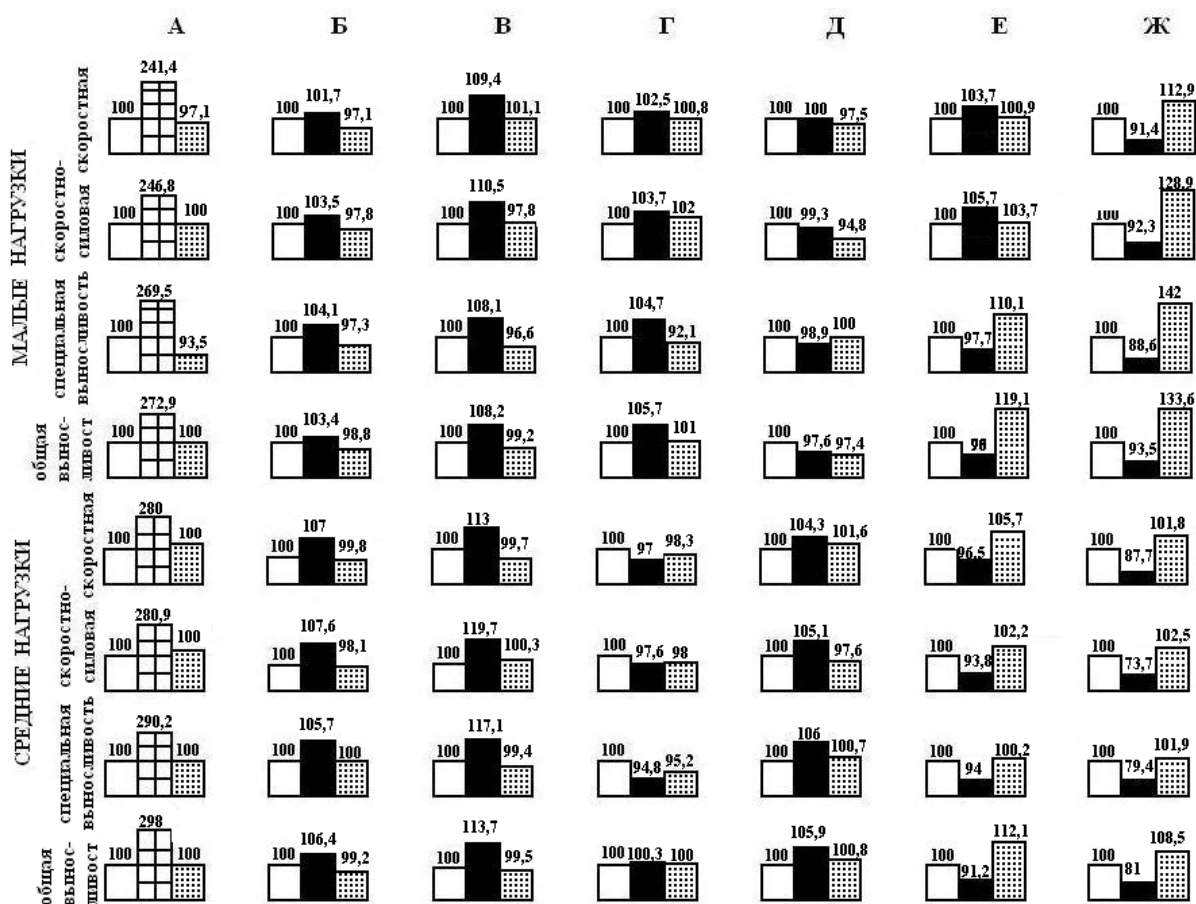 А Б В Г Д Е Ж
МАЛЫЕ НАГРУЗКИ
скоростная
241,4 101,7 109,4 102,5 100 103,7 112,9
100 97,1 100 97,1 100 101,1 100 100,8 100 97,5 100 100,9 100 91,4
скоростно-
силовая
246,8 103,5 110,5 103,7 99,3 105,7 128,9
100 100 100 97,8 100 97,8 100 102 100 94,8 100 103,7 100 92,3
специальная
выносливость
269,5 104,1 108,1 104,7 98,9 100 110,1 142
100 93,5 100 97,3 100 96,6 100 92,1 100 100 97,7 100 88,6
общая
вынос-
ливост
272,9 103,4 108,2 105,7 119,1 133,6
100 100 100 98,8 100 99,2 100 101 100 97,6 97,4 100 96 100 93,5
СРЕДНИЕ НАГРУЗКИ
скоростная
280 107 113 104,3 101,6 105,7 101,8
100 100 100 99,8 100 99,7 100 97 98,3 100 100 96,5 100 87,7
скоростно-
силовая
280,9 107,6 119,7 105,1 102,2 102,5
100 100 100 98,1 100 100,3 100 97,6 98 100 97,6 100 93,8 100 73,7
специальная
выносливость
290,2 105,7 117,1 106 100,2 101,9
100 100 100 100 100 99,4 100 94,8 95,2 100 100,7 100 94 100 79,4
общая
вынос-
ливост
298 106,4 113,7 105,9 112,1 108,5
100 100 100 99,2 100 99,5 100 100,3 100 100 100,8 100 91,2 100 81